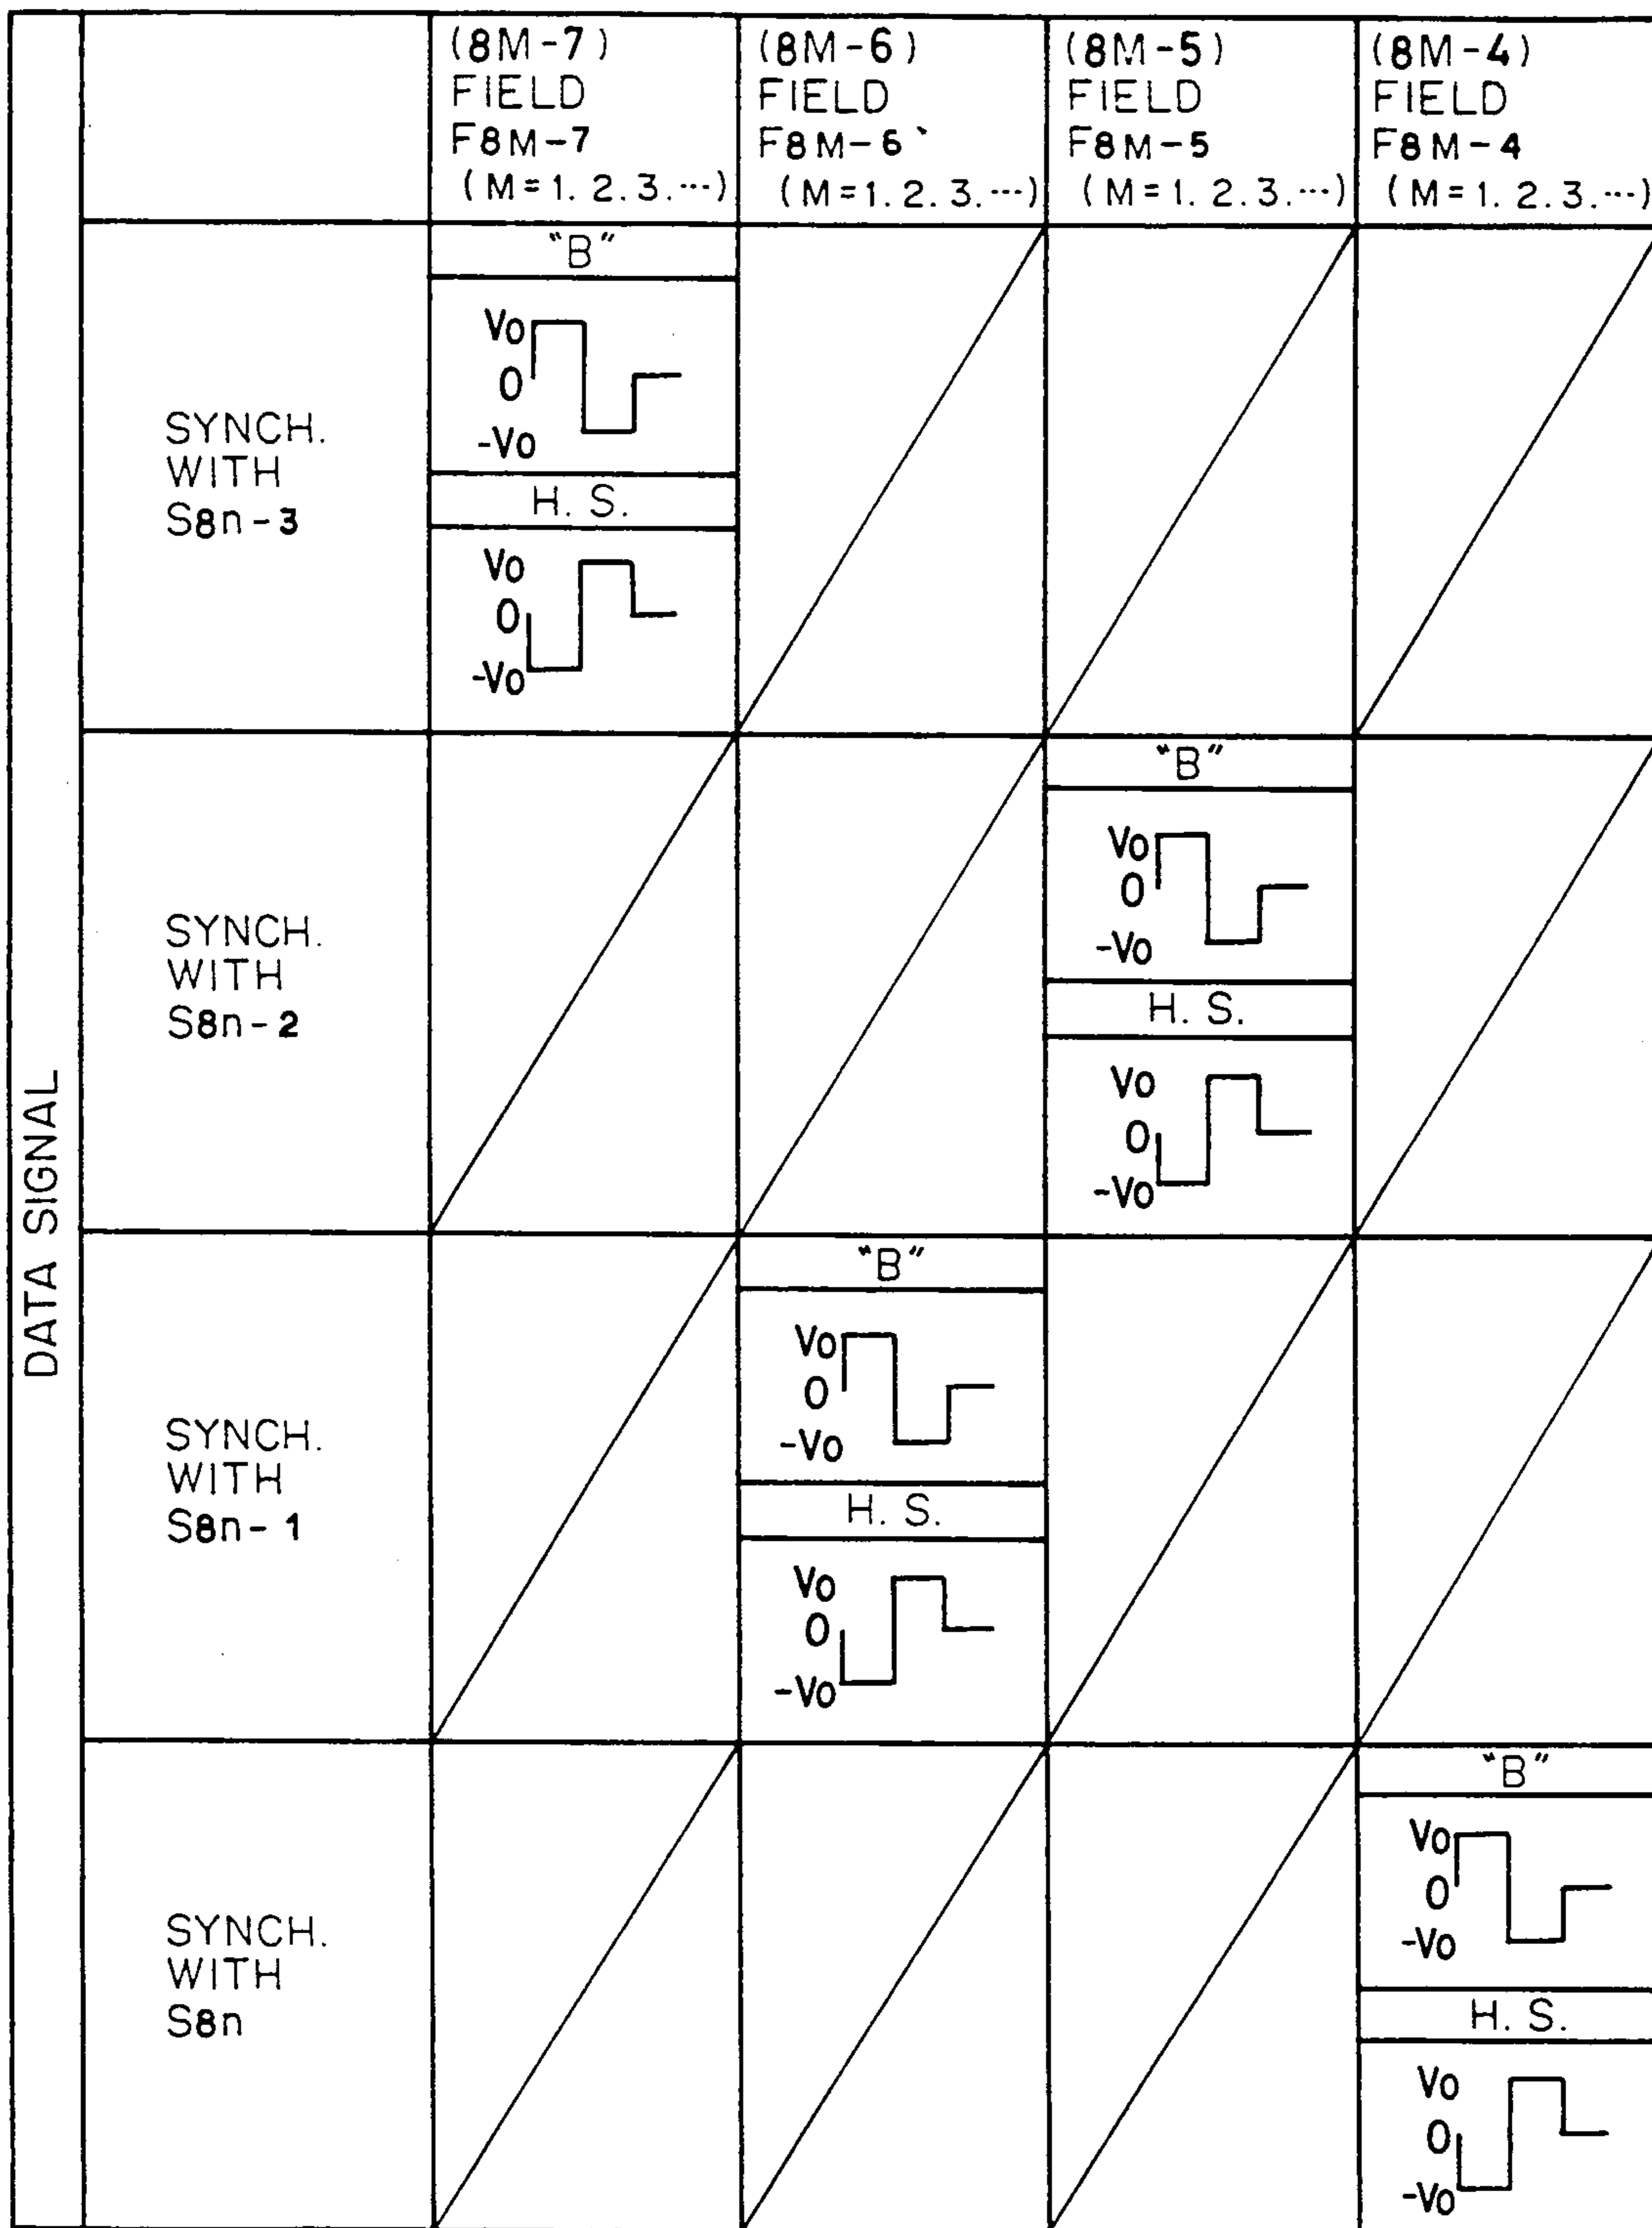 (8M-7)
FIELD
F8M-7
(M=1.2.3.···)
(8M-6)
FIELD
F8M-6
(M=1.2.3.···)
(8M-5)
FIELD
F8M-5
(M=1.2.3.···)
(8M-4)
FIELD
F8M-4
(M=1.2.3.···)
DATA SIGNAL
SYNCH.
WITH
S8n-3
"B"
Vo
0
-Vo
H. S.
Vo
0
-Vo
SYNCH.
WITH
S8n-2
"B"
Vo
0
-Vo
H. S.
Vo
0
-Vo
SYNCH.
WITH
S8n-1
"B"
Vo
0
-Vo
H. S.
Vo
0
-Vo
SYNCH.
WITH
S8n
"B"
Vo
0
-Vo
H. S.
Vo
0
-Vo